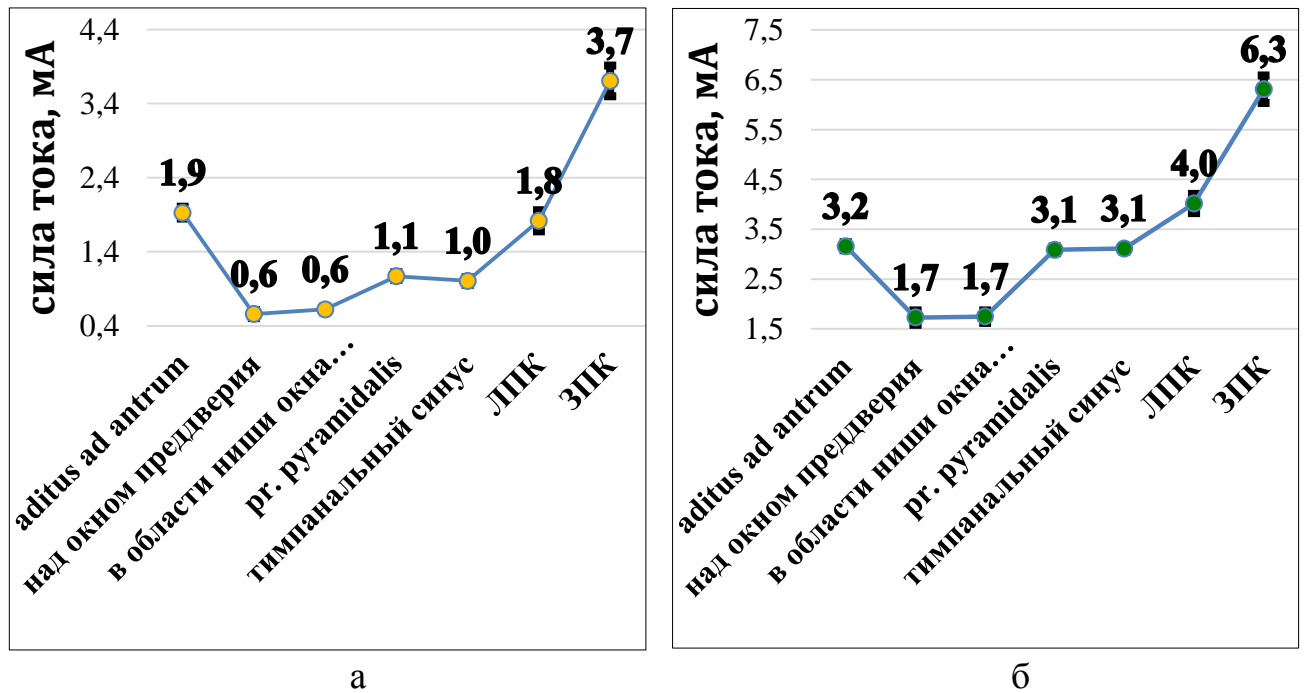 сила тока, мА
4,4
3,4
2,4
1,4
0,4
1,9
0,6
0,6
1,1
1,0
1,8
3,7
aditus ad antrum
над окном преддверия
в области ниши окна…
pr. pyramidalis
тимпанальный синус
ЛПК
ЗПК
а
сила тока, мА
7,5
6,5
5,5
4,5
3,5
2,5
1,5
3,2
1,7
1,7
3,1
3,1
4,0
6,3
aditus ad antrum
над окном преддверия
в области ниши окна…
pr. pyramidalis
тимпанальный синус
ЛПК
ЗПК
б